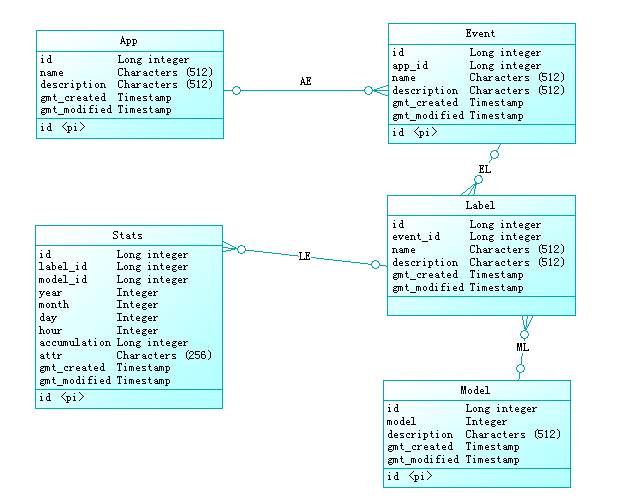 App
id Long integer
name Characters (512)
description Characters (512)
gmt_created Timestamp
gmt_modified Timestamp
id <pi>
AE
Event
id Long integer
app_id Long integer
name Characters (512)
description Characters (512)
gmt_created Timestamp
gmt_modified Timestamp
id <pi>
EL
Label
id Long integer
event_id Long integer
name Characters (512)
description Characters (512)
gmt_created Timestamp
gmt_modified Timestamp
Stats
id Long integer
label_id Long integer
model_id Long integer
year Integer
month Integer
day Integer
hour Integer
accumulation Long integer
attr Characters (256)
gmt_created Timestamp
gmt_modified Timestamp
id <pi>
LE
ML
Model
id Long integer
model Integer
description Characters (512)
gmt_created Timestamp
gmt_modified Timestamp
id <pi>